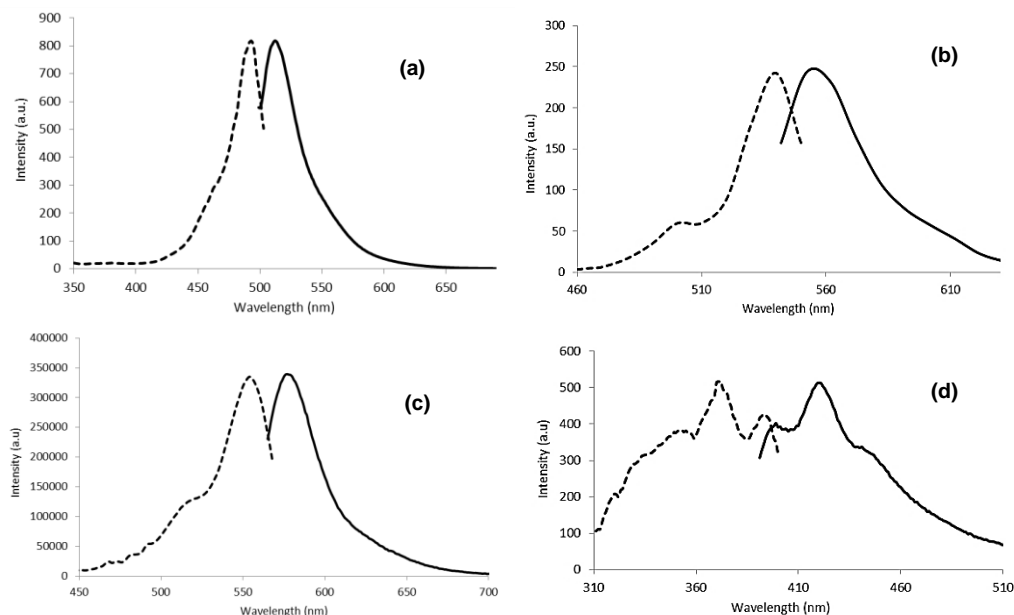 (a)
Intensity (a.u.)
900
800
700
600
500
400
300
200
100
0
350 400 450 500 550 600 650
Wavelength (nm)
(b)
Intensity (a.u.)
300
250
200
150
100
50
0
460 510 560 610
Wavelength (nm)
(c)
Intensity (a.u)
400000
350000
300000
250000
200000
150000
100000
50000
0
450 500 550 600 650 700
Wavelength (nm)
(d)
Intensity (a.u)
600
500
400
300
200
100
0
310 360 410 460 510
Wavelength (nm)